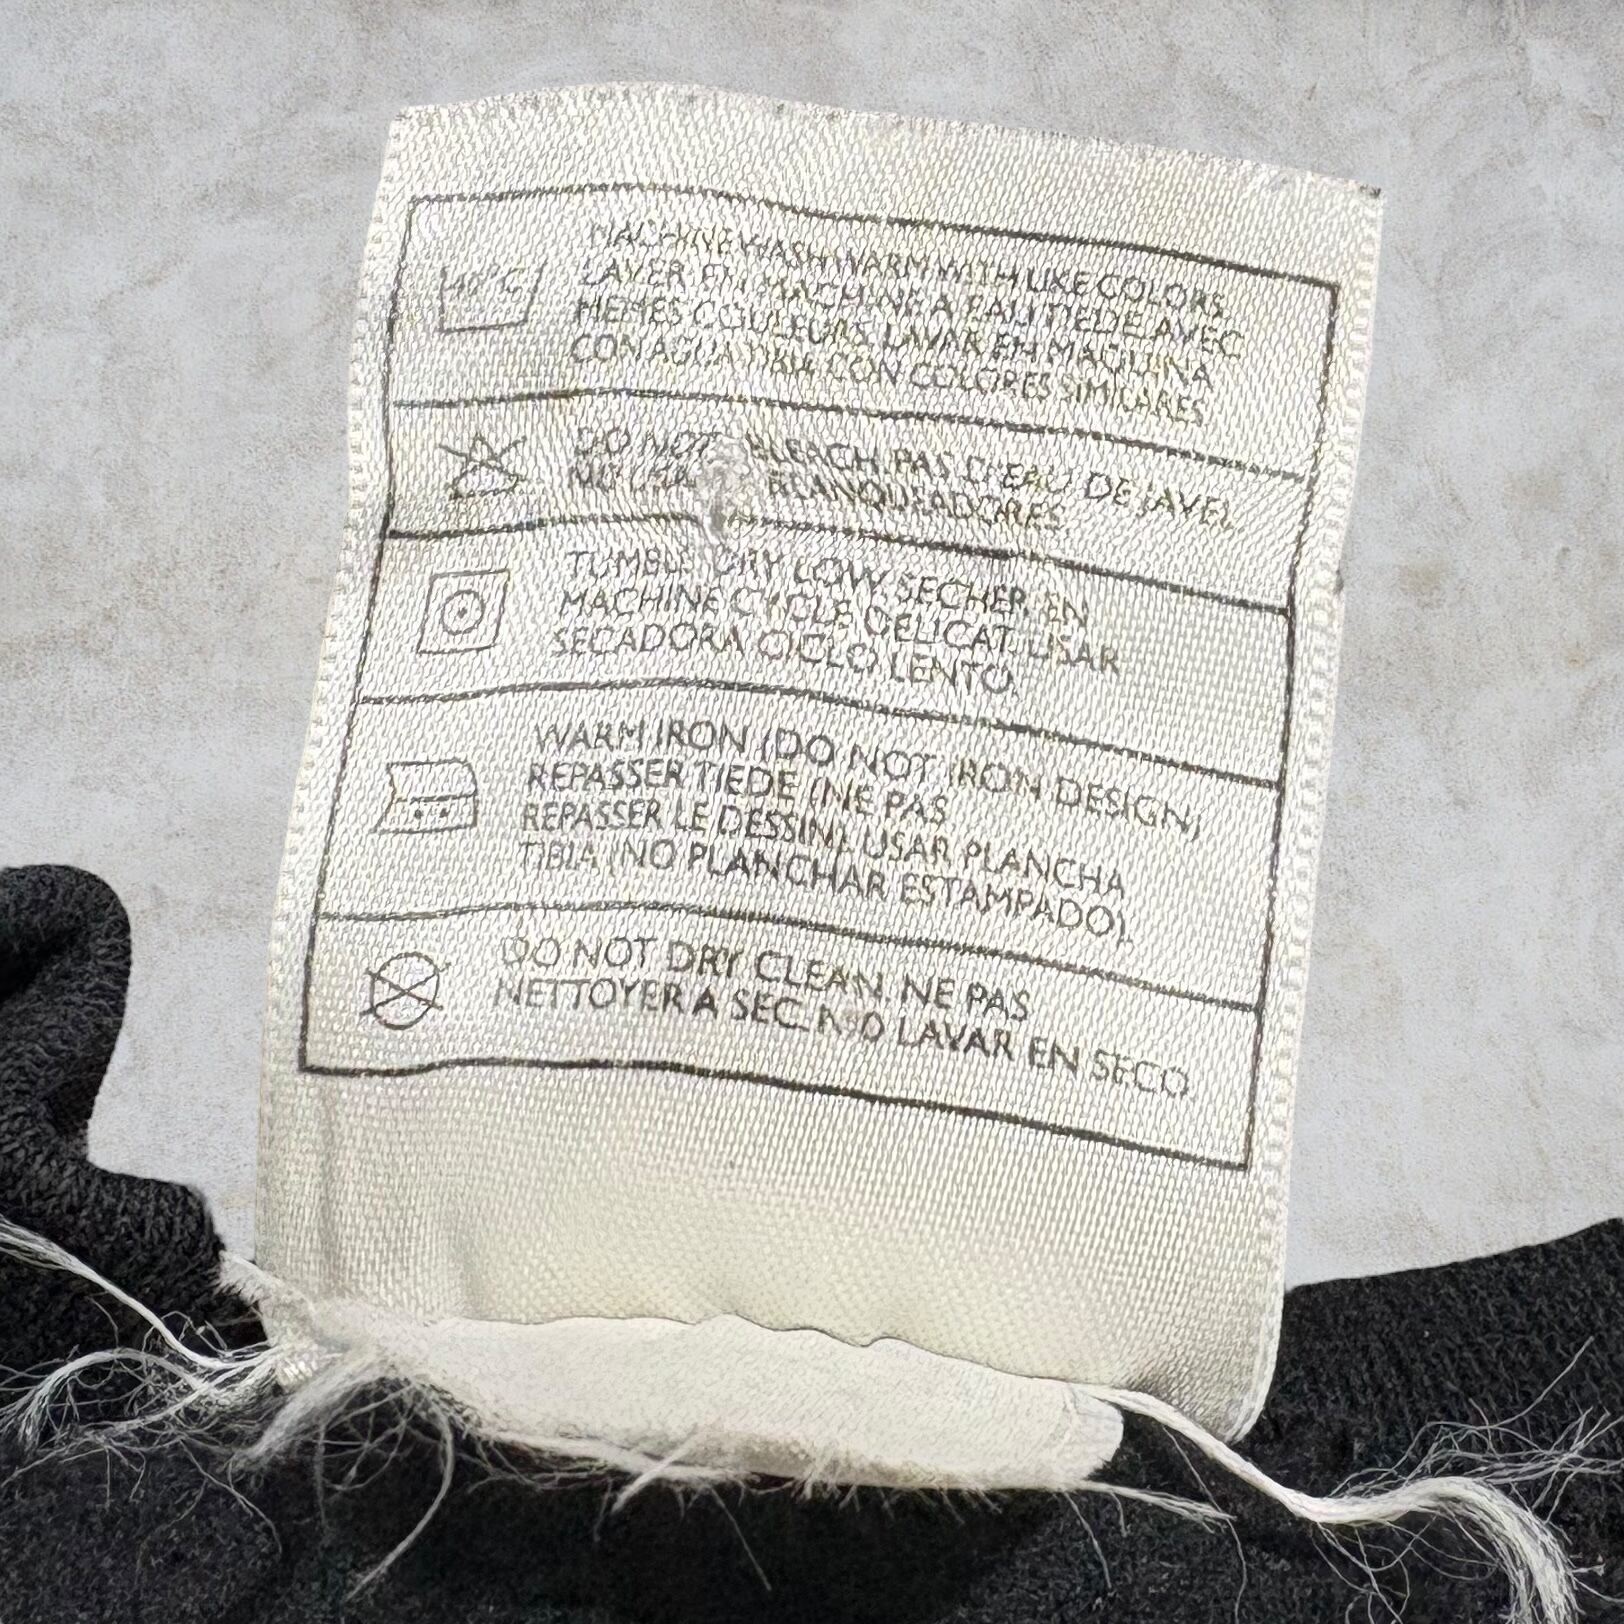 40°C
MACHINE WASH WARM WITH LIKE COLORS.
LAVER EN MACHINE A EAU TIEDE AVEC
MEMES COULEURS. LAVAR EN MAQUINA
CON AGUA TIBIA CON COLORES SIMILARES.
DO NOT BLEACH. PAS D'EAU DE JAVEL.
NO USAR BLANQUEADORES.
TUMBLE DRY LOW. SECHER EN
MACHINE CYCLE DELICAT. USAR
SECADORA CICLO LENTO.
WARM IRON (DO NOT IRON DESIGN)
REPASSER TIEDE (NE PAS
REPASSER LE DESSIN). USAR PLANCHA
TIBIA (NO PLANCHAR ESTAMPADO).
DO NOT DRY CLEAN. NE PAS
NETTOYER A SEC. LAVAR EN SECO